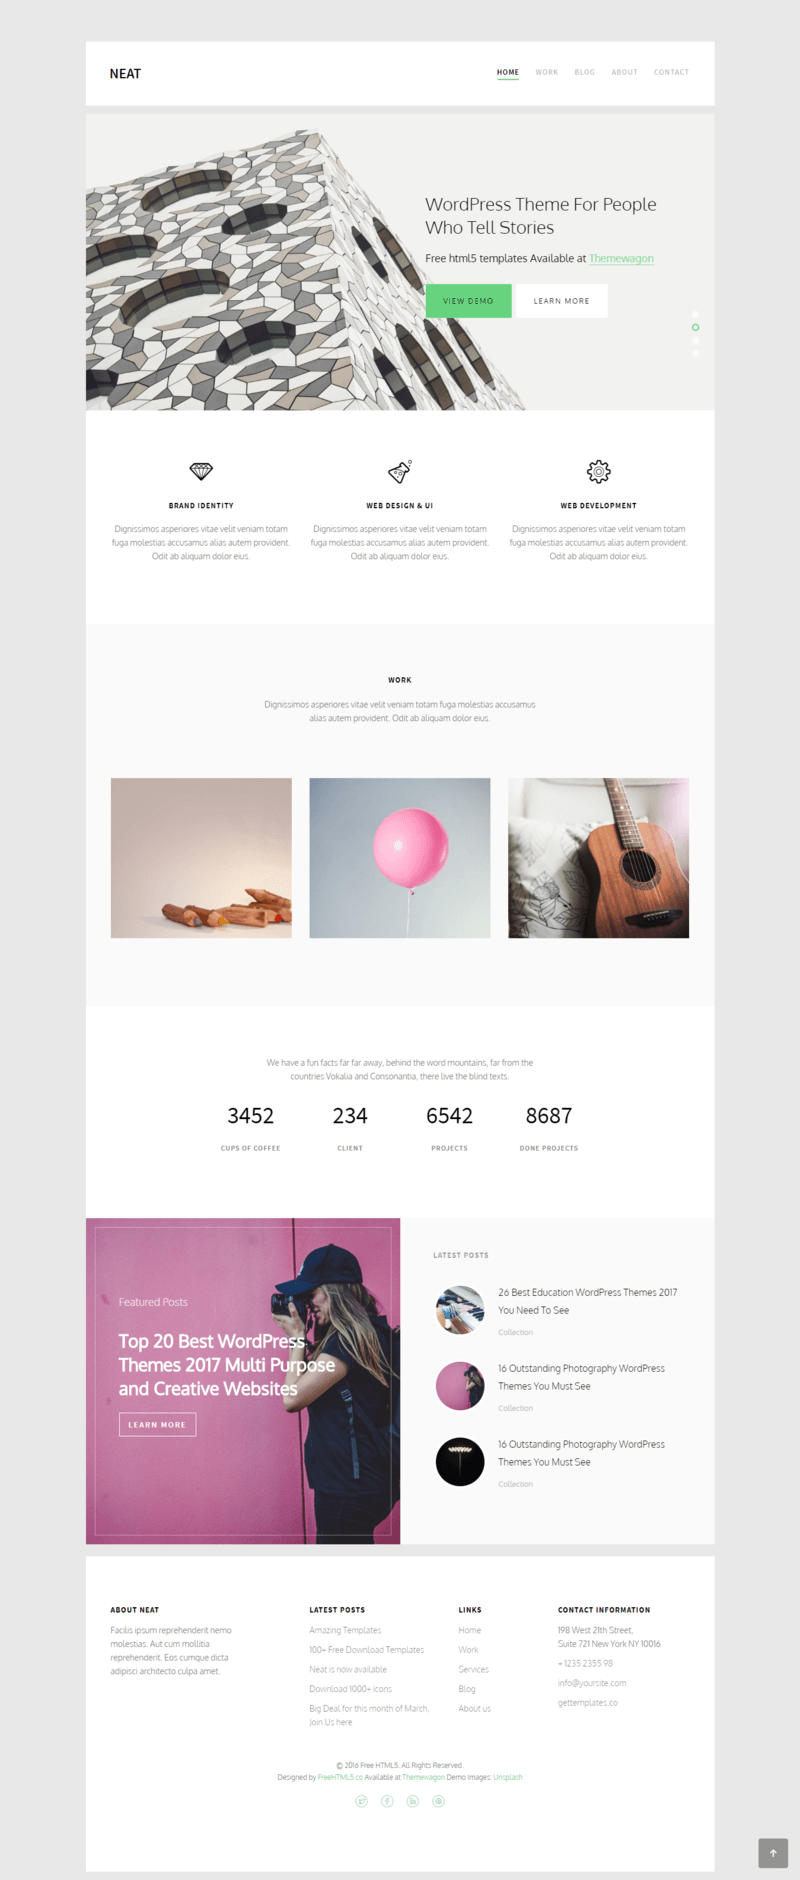 NEAT
HOME WORK BLOG ABOUT CONTACT
WordPress Theme For People
Who Tell Stories
Free html5 templates Available at Themewagon
VIEW DEMO LEARN MORE
BRAND IDENTITY
Dignissimos asperiores vitae velit veniam totam
fuga molestias accusamus alias autem provident.
Odit ab aliquam dolor eius.
WEB DESIGN & UI
Dignissimos asperiores vitae velit veniam totam
fuga molestias accusamus alias autem provident.
Odit ab aliquam dolor eius.
WEB DEVELOPMENT
Dignissimos asperiores vitae velit veniam totam
fuga molestias accusamus alias autem provident.
Odit ab aliquam dolor eius.
WORK
Dignissimos asperiores vitae velit veniam totam fuga molestias accusamus
alias autem provident. Odit ab aliquam dolor eius.
We have a fun facts far far away, behind the word mountains, far from the
countries Vokalia and Consonantia, there live the blind texts.
3452 234 6542 8687
CUPS OF COFFEE CLIENT PROJECTS DONE PROJECTS
Featured Posts
Top 20 Best WordPress
Themes 2017 Multi Purpose
and Creative Websites
LEARN MORE
LATEST POSTS
26 Best Education WordPress Themes 2017
You Need To See
Collection
16 Outstanding Photography WordPress
Themes You Must See
Collection
16 Outstanding Photography WordPress
Themes You Must See
Collection
ABOUT NEAT
Facilis ipsum reprehenderit nemo
molestias. Aut cum mollitia
reprehenderit. Eos cumque dicta
adipisci architecto culpa amet.
LATEST POSTS
Amazing Templates
100+ Free Download Templates
Neat is now available
Download 1000+ icons
Big Deal for this month of March,
Join Us here
LINKS
Home
Work
Services
Blog
About us
CONTACT INFORMATION
198 West 21th Street,
Suite 721 New York NY 10016
+ 1235 2355 98
info@yoursite.com
gettemplates.co
© 2016 Free HTML5. All Rights Reserved.
Designed by FreeHTML5.co Available at Themewagon Demo Images: Unsplash